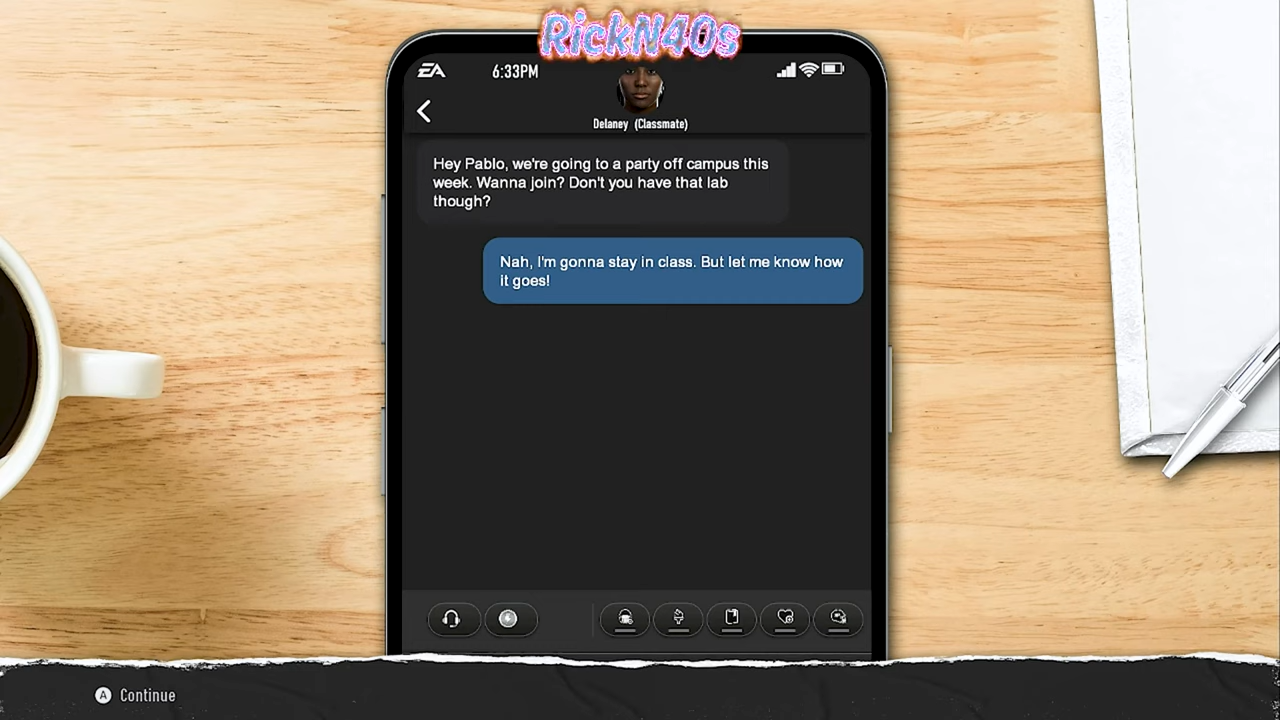 RickN40s
EA
6:33PM
Delaney (Classmate)
Hey Pablo, we're going to a party off campus this
week. Wanna join? Don't you have that lab
though?
Nah, I'm gonna stay in class. But let me know how
it goes!
A Continue